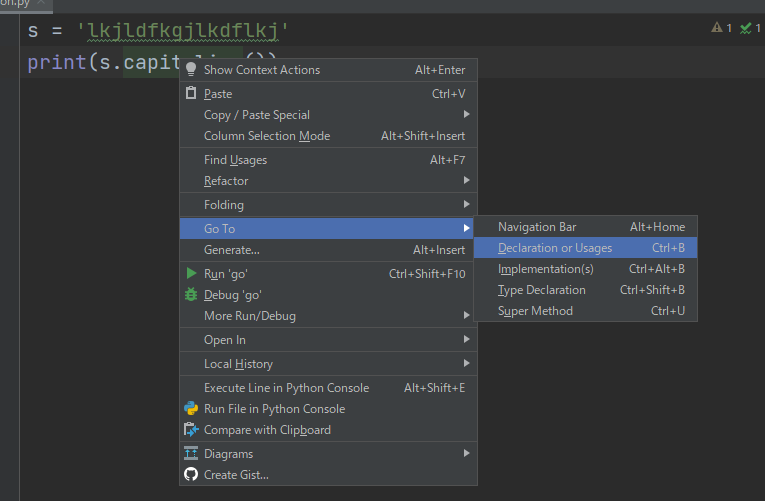 on.py
s = 'lkjldfkgjlkdflkj'
1 1
print(s.capitalize())
Show Context Actions Alt+Enter
Paste Ctrl+V
Copy / Paste Special
Column Selection Mode Alt+Shift+Insert
Find Usages Alt+F7
Refactor
Folding
Go To
Navigation Bar Alt+Home
Declaration or Usages Ctrl+B
Implementation(s) Ctrl+Alt+B
Type Declaration Ctrl+Shift+B
Super Method Ctrl+U
Generate... Alt+Insert
Run 'go' Ctrl+Shift+F10
Debug 'go'
More Run/Debug
Open In
Local History
Execute Line in Python Console Alt+Shift+E
Run File in Python Console
Compare with Clipboard
Diagrams
Create Gist...